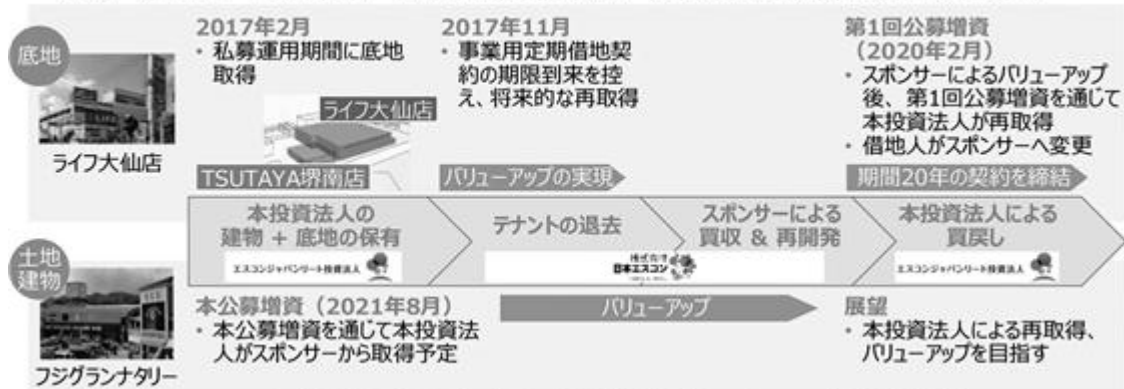 底地
ライフ大仙店
2017年2月
・ 私募運用期間に底地
取得
ライフ大仙店
TSUTAYA堺南店
2017年11月
・ 事業用定期借地契
約の期限到来を控
え、将来的な再取得
バリューアップの実現
第1回公募増資
（2020年2月）
・ スポンサーによるバリューアップ
後、第1回公募増資を通じて
本投資法人が再取得
・ 借地人がスポンサーへ変更
期間20年の契約を締結
本投資法人の
建物 + 底地の保有
エスコンジャパンリート投資法人
テナントの退去
スポンサーによる
買収 & 再開発
株式会社
日本エスコン
本投資法人による
買戻し
エスコンジャパンリート投資法人
土地
建物
フジグランナタリー
本公募増資（2021年8月）
・ 本公募増資を通じて本投資法
人がスポンサーから取得予定
バリューアップ
展望
・ 本投資法人による再取得、
バリューアップを目指す